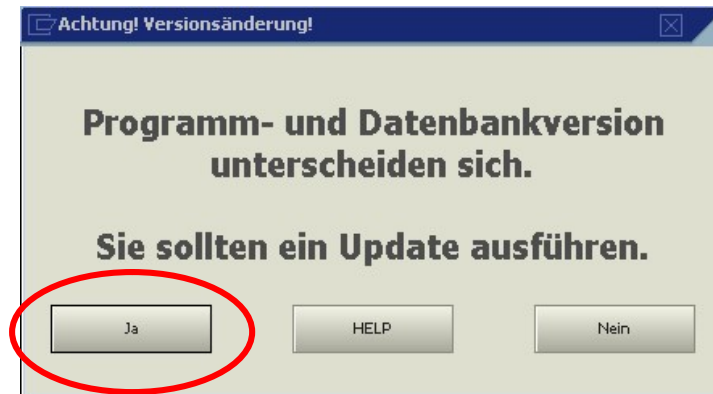 Achtung! Versionsänderung!
Programm- und Datenbankversion
unterscheiden sich.
Sie sollten ein Update ausführen.
Ja HELP Nein